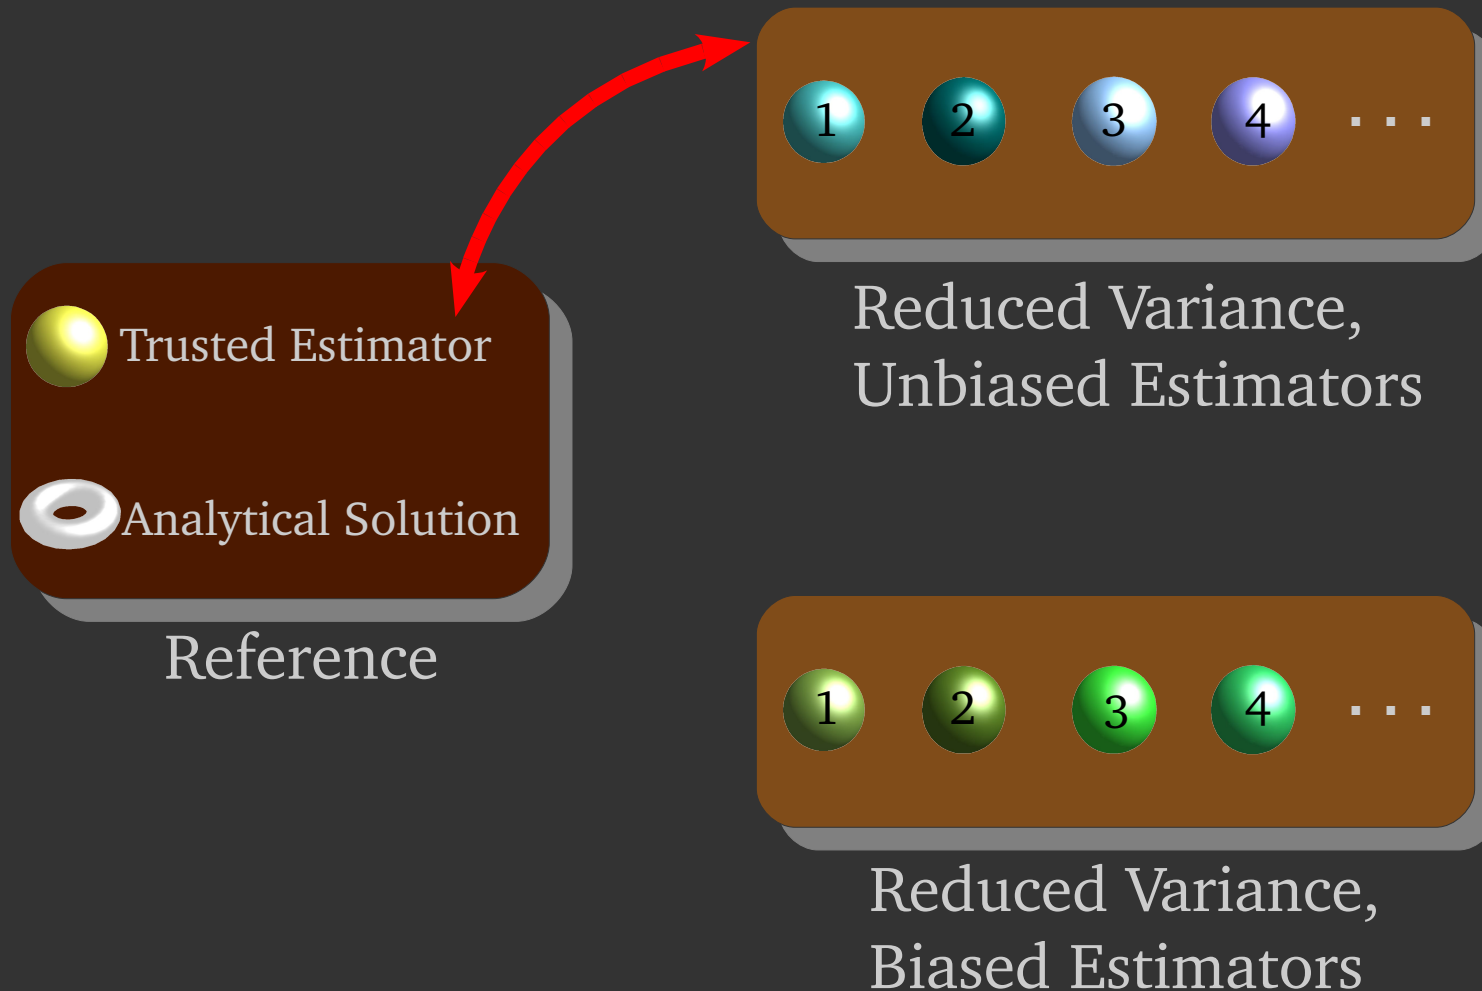 1 2 3 4 . . .
Reduced Variance,
Unbiased Estimators
Trusted Estimator
Analytical Solution
Reference
1 2 3 4 . . .
Reduced Variance,
Biased Estimators